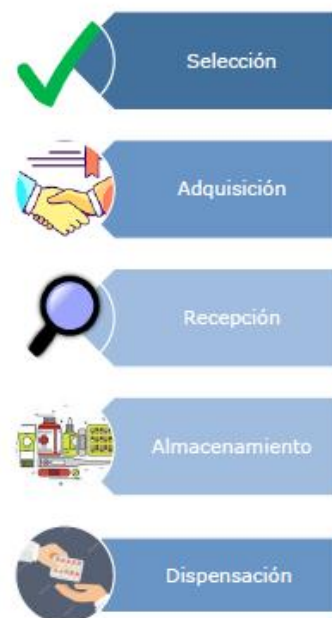 Selección
Adquisición
Recepción
Almacenamiento
Dispensación